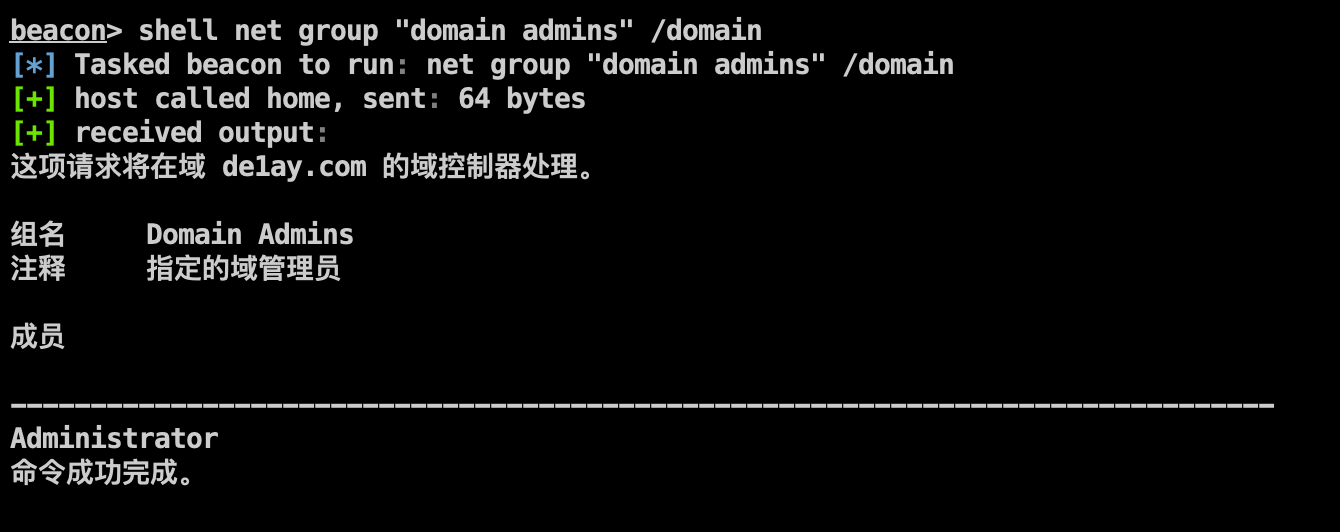 beacon> shell net group "domain admins" /domain
[*] Tasked beacon to run: net group "domain admins" /domain
[+] host called home, sent: 64 bytes
[+] received output:
这项请求将在域 de1ay.com 的域控制器处理。
组名     Domain Admins
注释     指定的域管理员
成员
-------------------------------------------------------------------------------
Administrator
命令成功完成。